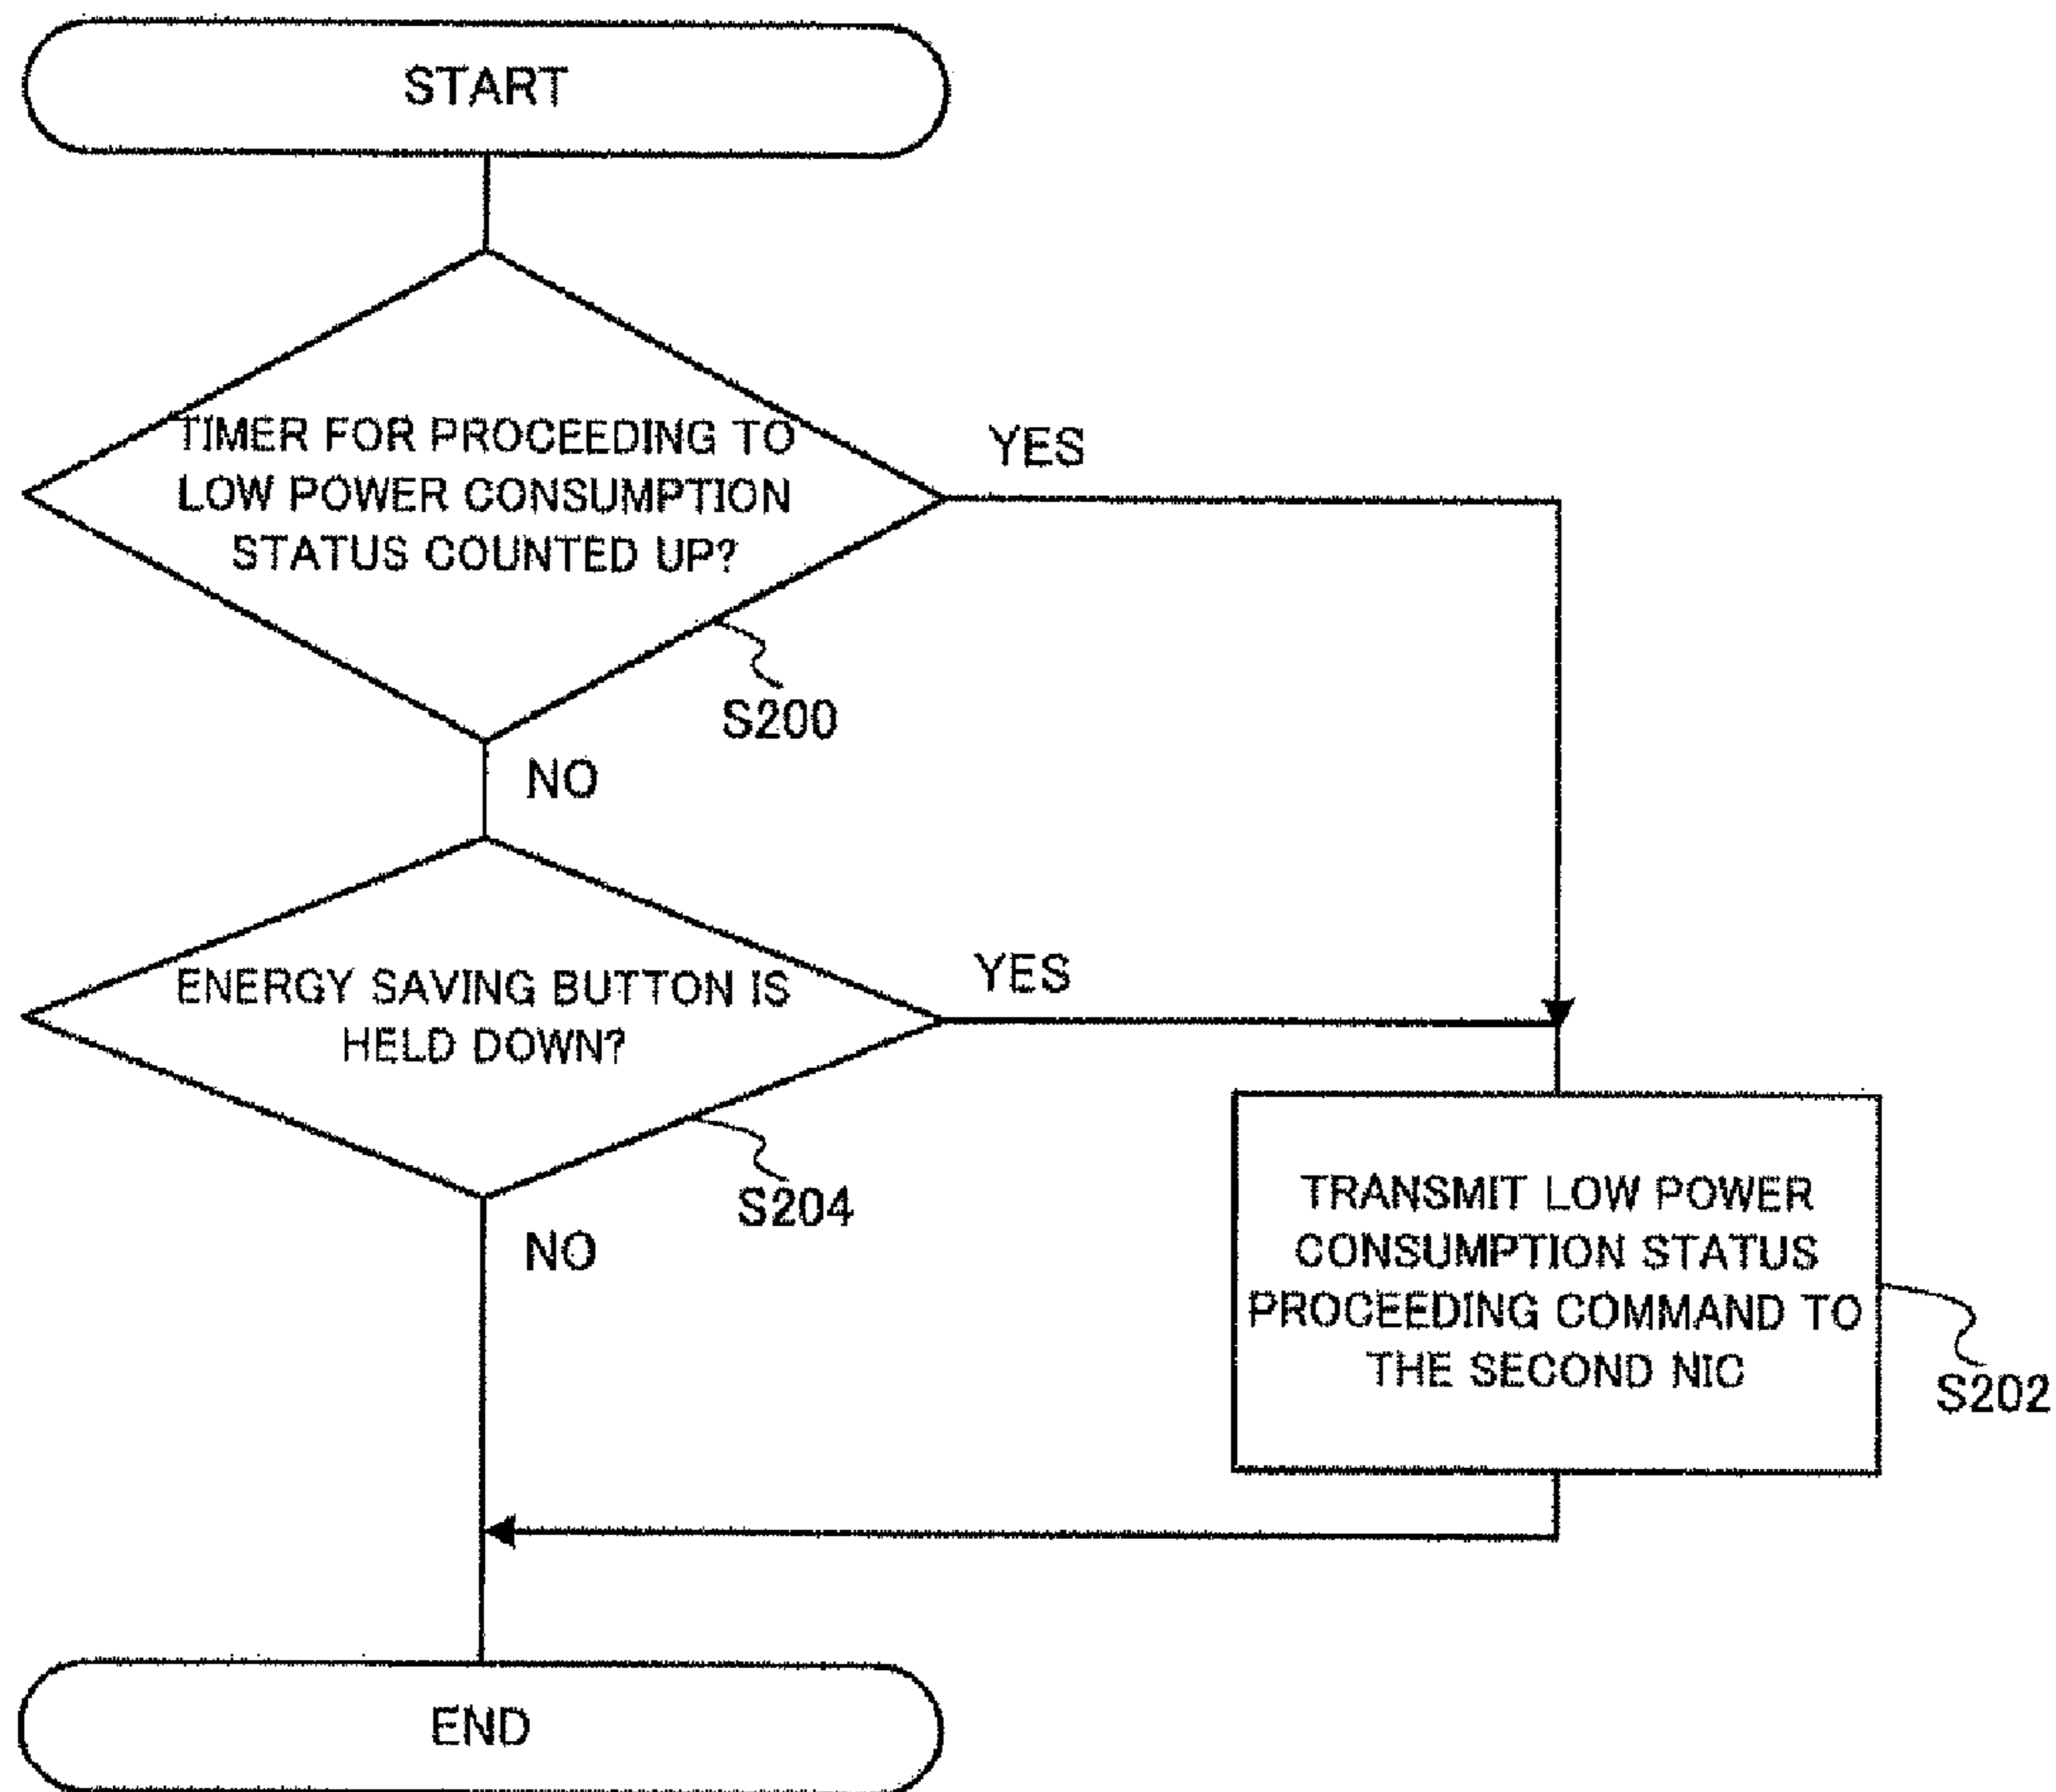 START
TIMER FOR PROCEEDING TO
LOW POWER CONSUMPTION
STATUS COUNTED UP?
YES
S200
NO
ENERGY SAVING BUTTON IS
HELD DOWN?
YES
S204
NO
TRANSMIT LOW POWER
CONSUMPTION STATUS
PROCEEDING COMMAND TO
THE SECOND NIC
S202
END